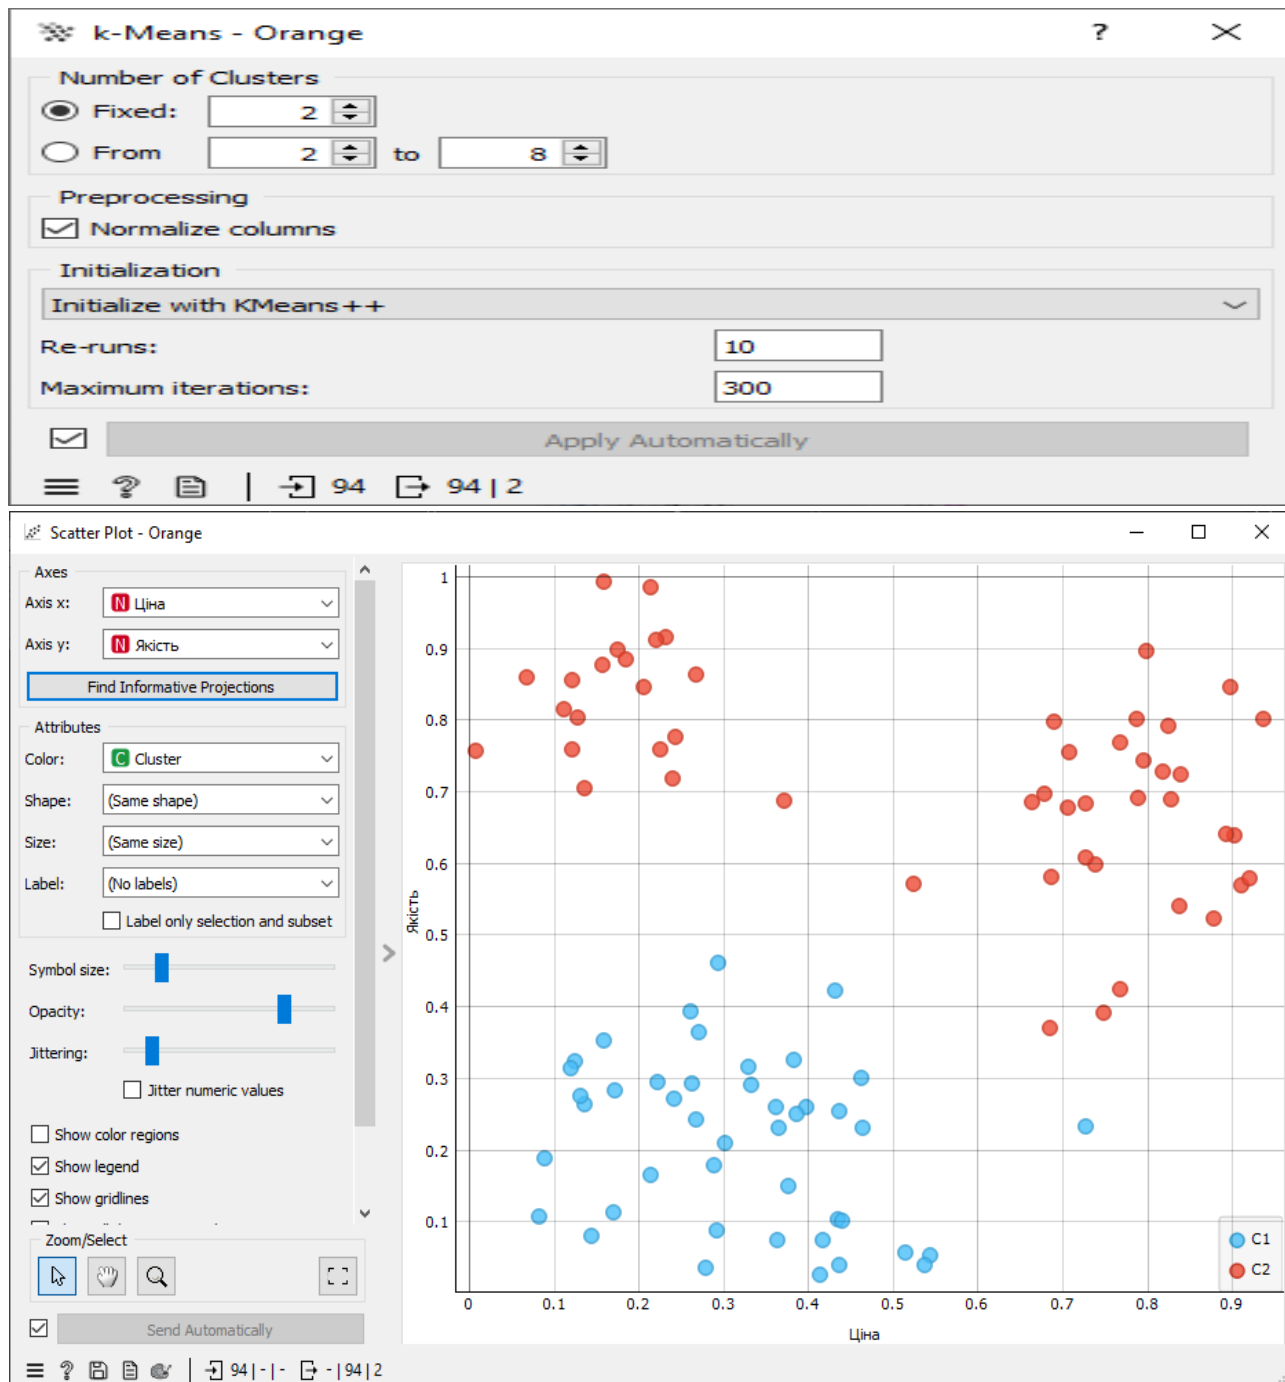 k-Means - Orange ?
Number of Clusters
Fixed: 2
From 2 to 8
Preprocessing
Normalize columns
Initialization
Initialize with KMeans++
Re-runs: 10
Maximum iterations: 300
Apply Automatically
? 94 94 | 2
Scatter Plot - Orange
Axes
Axis x: N Ціна
Axis y: N Якість
Find Informative Projections
Attributes
Color: C Cluster
Shape: (Same shape)
Size: (Same size)
Label: (No labels)
Label only selection and subset
Symbol size:
Opacity:
Jittering:
Jitter numeric values
Show color regions
Show legend
Show gridlines
Zoom/Select
Send Automatically
? 94 | - | - - | 94 | 2
1
0.9
0.8
0.7
0.6
0.5
0.4
0.3
0.2
0.1
Якість
0 0.1 0.2 0.3 0.4 0.5 0.6 0.7 0.8 0.9
Ціна
C1
C2